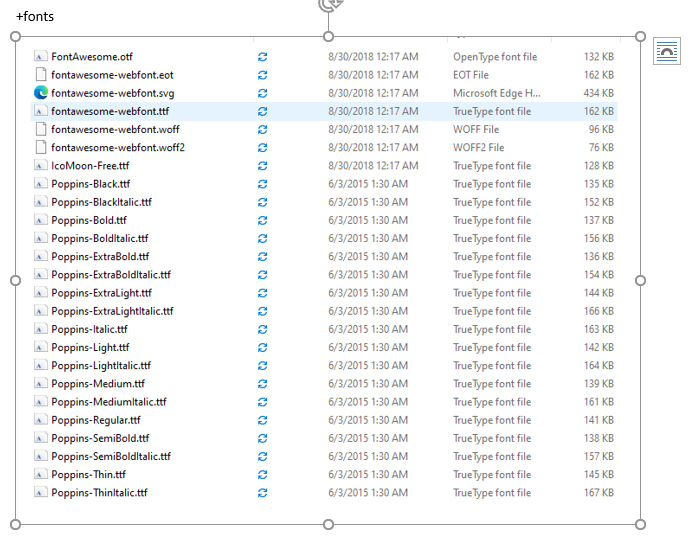 +fonts
FontAwesome.otf 8/30/2018 12:17 AM OpenType font file 132 KB
fontawesome-webfont.eot 8/30/2018 12:17 AM EOT File 162 KB
fontawesome-webfont.svg 8/30/2018 12:17 AM Microsoft Edge H... 434 KB
fontawesome-webfont.ttf 8/30/2018 12:17 AM TrueType font file 162 KB
fontawesome-webfont.woff 8/30/2018 12:17 AM WOFF File 96 KB
fontawesome-webfont.woff2 8/30/2018 12:17 AM WOFF2 File 76 KB
IcoMoon-Free.ttf 8/30/2018 12:17 AM TrueType font file 128 KB
Poppins-Black.ttf 6/3/2015 1:30 AM TrueType font file 135 KB
Poppins-BlackItalic.ttf 6/3/2015 1:30 AM TrueType font file 152 KB
Poppins-Bold.ttf 6/3/2015 1:30 AM TrueType font file 137 KB
Poppins-BoldItalic.ttf 6/3/2015 1:30 AM TrueType font file 156 KB
Poppins-ExtraBold.ttf 6/3/2015 1:30 AM TrueType font file 136 KB
Poppins-ExtraBoldItalic.ttf 6/3/2015 1:30 AM TrueType font file 154 KB
Poppins-ExtraLight.ttf 6/3/2015 1:30 AM TrueType font file 144 KB
Poppins-ExtraLightItalic.ttf 6/3/2015 1:30 AM TrueType font file 166 KB
Poppins-Italic.ttf 6/3/2015 1:30 AM TrueType font file 163 KB
Poppins-Light.ttf 6/3/2015 1:30 AM TrueType font file 142 KB
Poppins-LightItalic.ttf 6/3/2015 1:30 AM TrueType font file 164 KB
Poppins-Medium.ttf 6/3/2015 1:30 AM TrueType font file 139 KB
Poppins-MediumItalic.ttf 6/3/2015 1:30 AM TrueType font file 161 KB
Poppins-Regular.ttf 6/3/2015 1:30 AM TrueType font file 141 KB
Poppins-SemiBold.ttf 6/3/2015 1:30 AM TrueType font file 138 KB
Poppins-SemiBoldItalic.ttf 6/3/2015 1:30 AM TrueType font file 157 KB
Poppins-Thin.ttf 6/3/2015 1:30 AM TrueType font file 145 KB
Poppins-ThinItalic.ttf 6/3/2015 1:30 AM TrueType font file 167 KB